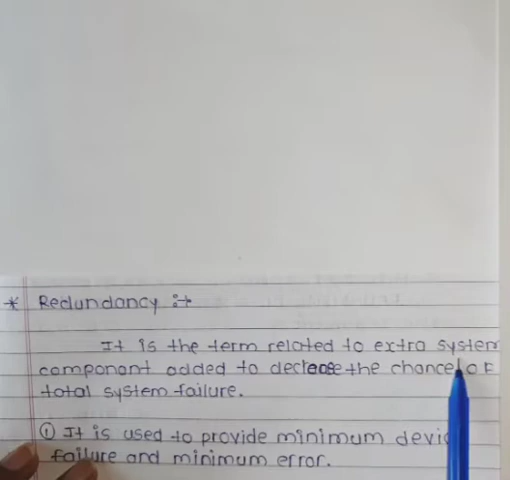 * Redundancy :→
It is the term related to extra system
componant added to decrease the chance of
total system failure.
① It is used to provide minimum devi
failure and minimum error.